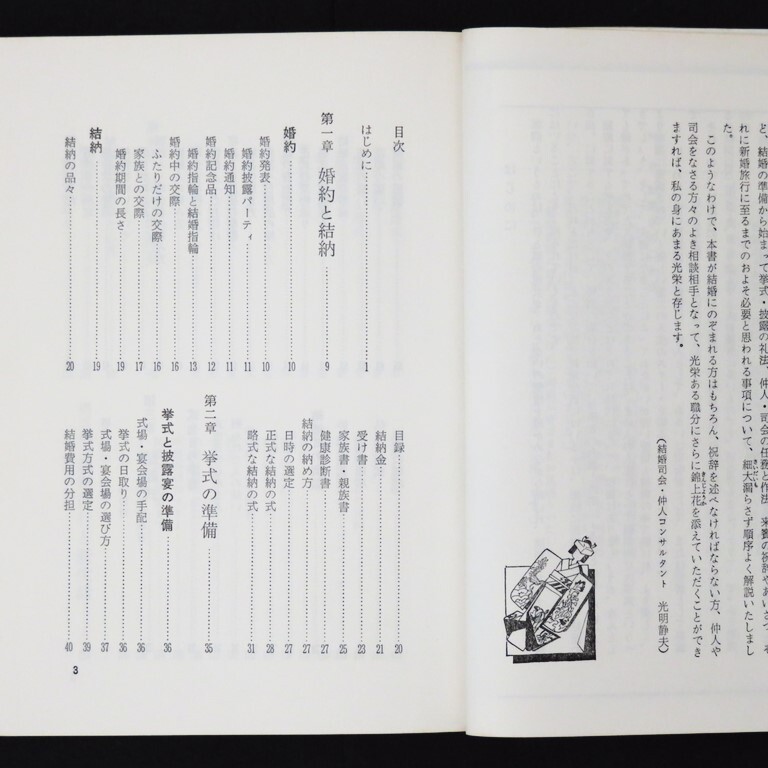 と、結婚の準備から始まって挙式・披露の礼法、仲人・司会の任務と作法、来賓の祝辞やあいさつ、そ
れに新婚旅行に至るまでのおよそ必要と思われる事項について、細大漏らさず順序よく解説いたしまし
た。
このようなわけで、本書が結婚にのぞまれる方はもちろん、祝辞を述べなければならない方、仲人や
司会をなさる方々のよき相談相手となって、光栄ある職分にさらに錦上花を添えていただくことができ
ますれば、私の身にあまる光栄と存じます。
（結婚司会・仲人コンサルタント　光明静夫）
目次
はじめに 1
第一章　婚約と結納 9
婚約 10
婚約発表 10
婚約披露パーティ 11
婚約通知 11
婚約記念品 12
婚約指輪と結婚指輪 13
婚約中の交際 16
ふたりだけの交際 16
家族との交際 17
婚約期間の長さ 19
結納 19
結納の品々 20
目録 20
結納金 21
受け書 23
家族書・親族書 25
健康診断書 27
結納の納め方 27
日時の選定 27
正式な結納の式 28
略式な結納の式 31
第二章　挙式の準備 35
挙式と披露宴の準備 36
式場・宴会場の手配 36
挙式の日取り 36
式場・宴会場の選び方 37
挙式方式の選定 39
結婚費用の分担 40
3